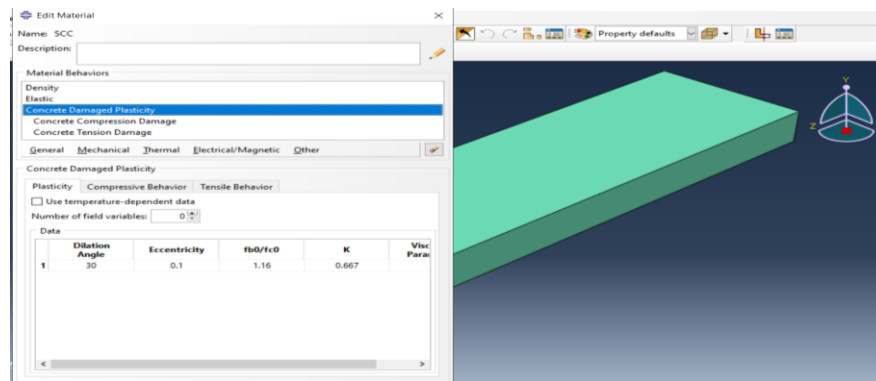 Edit Material
Name: SCC
Description:
Material Behaviors
Density
Elastic
Concrete Damaged Plasticity
Concrete Compression Damage
Concrete Tension Damage
General Mechanical Thermal Electrical/Magnetic Other
Concrete Damaged Plasticity
Plasticity Compressive Behavior Tensile Behavior
Use temperature-dependent data
Number of field variables: 0
Data
Dilation Angle Eccentricity fb0/fc0 K Visc Para
1 30 0.1 1.16 0.667
Property defaults
Y
Z